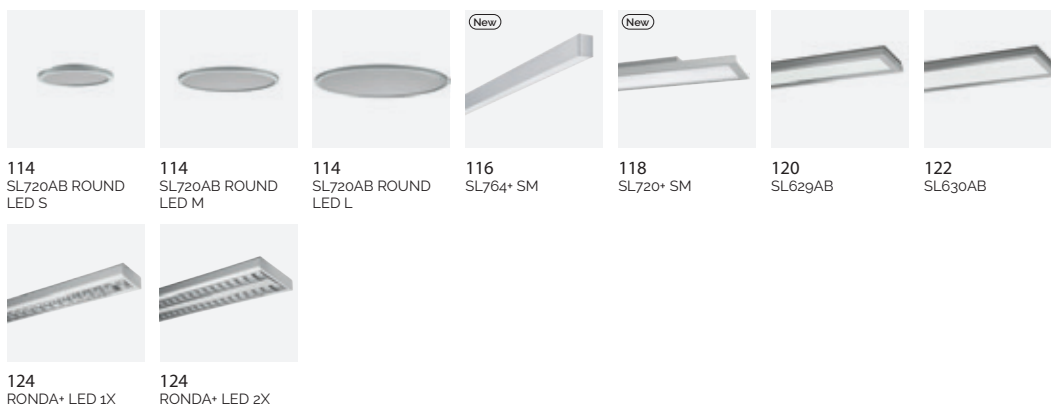 New
New
114
SL720AB ROUND
LED S
114
SL720AB ROUND
LED M
114
SL720AB ROUND
LED L
116
SL764+ SM
118
SL720+ SM
120
SL629AB
122
SL630AB
124
RONDA+ LED 1X
124
RONDA+ LED 2X